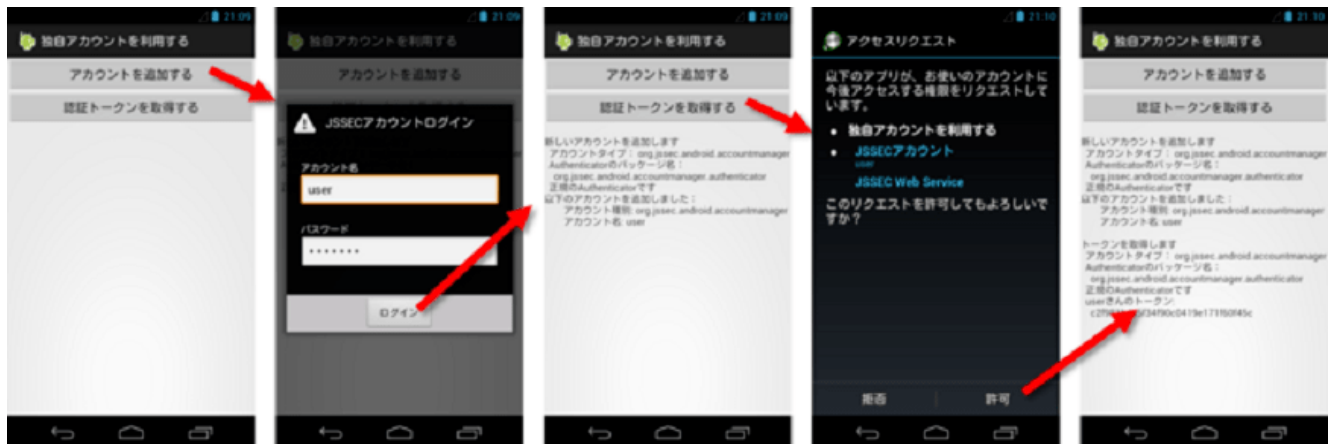 21:09
独自アカウントを利用する
アカウントを追加する
認証トークンを取得する
21:09
独自アカウントを利用する
アカウントを追加する
JSSECアカウントログイン
アカウント名
user
パスワード
•••••••
ログイン
21:09
独自アカウントを利用する
アカウントを追加する
認証トークンを取得する
新しいアカウントを追加します
アカウントタイプ： org.jssec.android.accountmanager
Authenticatorのパッケージ名：
org.jssec.android.accountmanager.authenticator
正規のAuthenticatorです
以下のアカウントを追加しました：
アカウント種別: org.jssec.android.accountmanager
アカウント名: user
21:10
アクセスリクエスト
以下のアプリが、お使いのアカウントに
今後アクセスする権限をリクエストして
います。
• 独自アカウントを利用する
• JSSECアカウント
user
JSSEC Web Service
このリクエストを許可してもよろしいで
すか？
拒否
許可
21:10
独自アカウントを利用する
アカウントを追加する
認証トークンを取得する
新しいアカウントを追加します
アカウントタイプ： org.jssec.android.accountmanager
Authenticatorのパッケージ名：
org.jssec.android.accountmanager.authenticator
正規のAuthenticatorです
以下のアカウントを追加しました：
アカウント種別: org.jssec.android.accountmanager
アカウント名: user
トークンを取得します
アカウントタイプ： org.jssec.android.accountmanager
Authenticatorのパッケージ名：
org.jssec.android.accountmanager.authenticator
正規のAuthenticatorです
userさんのトークン: